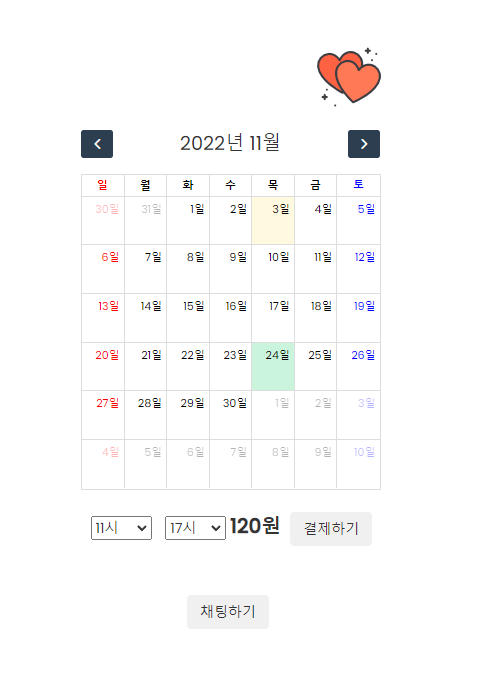 2022년 11월
일 월 화 수 목 금 토
30일 31일 1일 2일 3일 4일 5일
6일 7일 8일 9일 10일 11일 12일
13일 14일 15일 16일 17일 18일 19일
20일 21일 22일 23일 24일 25일 26일
27일 28일 29일 30일 1일 2일 3일
4일 5일 6일 7일 8일 9일 10일
11시 17시 120원 결제하기
채팅하기